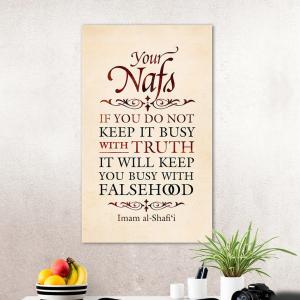 Your
Nafs
IF YOU DO NOT
KEEP IT BUSY
WITH TRUTH
IT WILL KEEP
YOU BUSY WITH
FALSEHOOD
Imam al-Shafi‘i